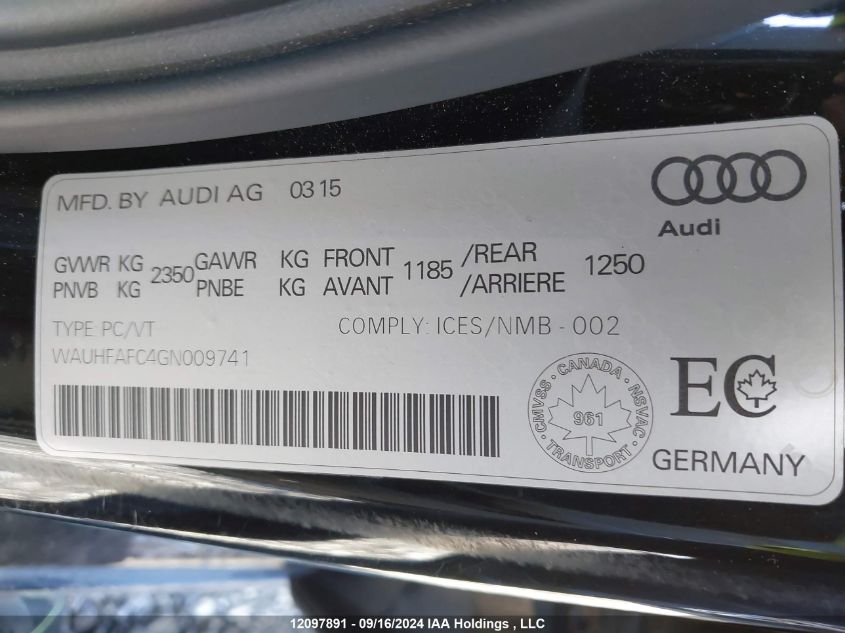 MFD. BY AUDI AG 0315
Audi
GVWR KG 2350 GAWR KG FRONT 1185 /REAR 1250
PNVB KG PNBE KG AVANT /ARRIERE
TYPE: PC/VT COMPLY: ICES/NMB - 002
WAUHFAFC4GN009741
CMVSS · CANADA · NSVAC · TRANSPORT ·
961
EC
GERMANY
12097891 - 09/16/2024 IAA Holdings , LLC